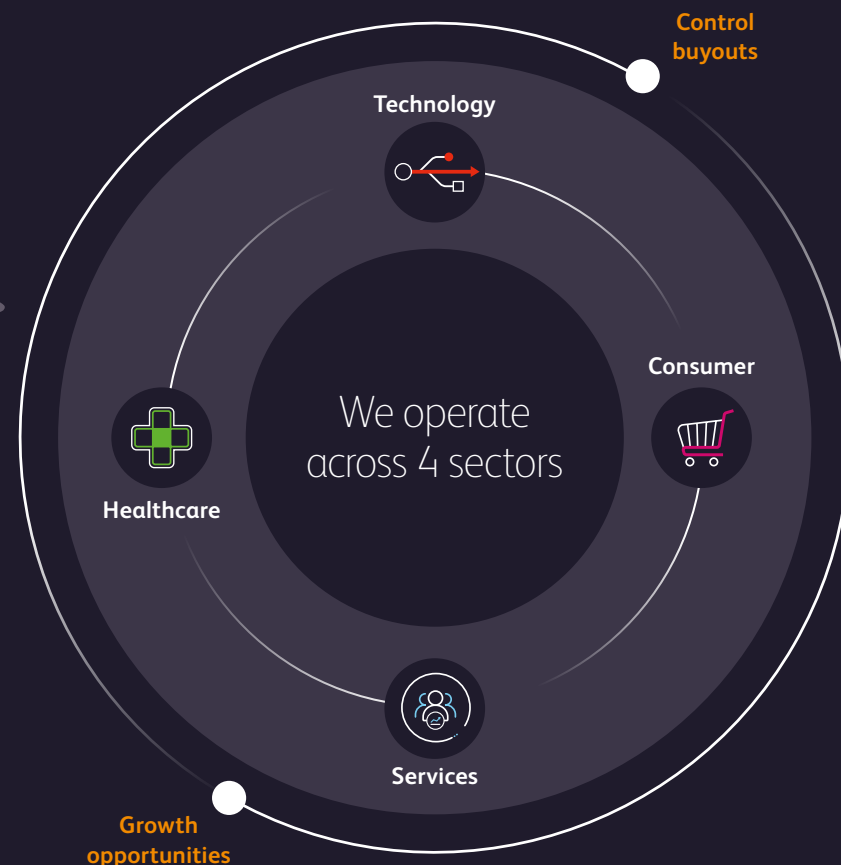 Control
buyouts
Technology
Consumer
We operate
across 4 sectors
Healthcare
Services
Growth
opportunities